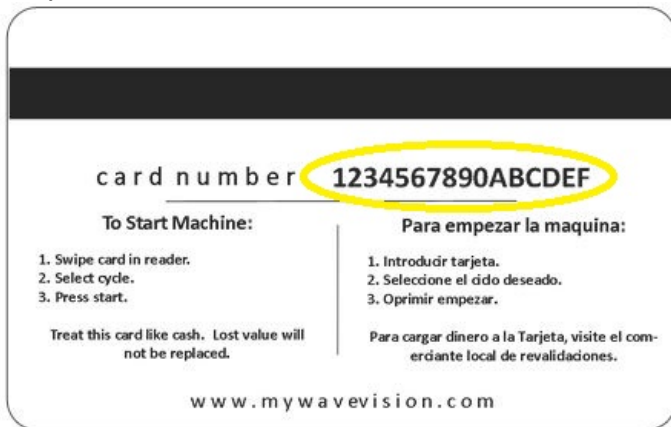 card number 1234567890ABCDEF
To Start Machine:
1. Swipe card in reader.
2. Select cycle.
3. Press start.
Treat this card like cash. Lost value will
not be replaced.
Para empezar la maquina:
1. Introducir tarjeta.
2. Seleccione el ciclo deseado.
3. Oprimir empezar.
Para cargar dinero a la Tarjeta, visite el com-
erciante local de revalidaciones.
www.mywavevision.com